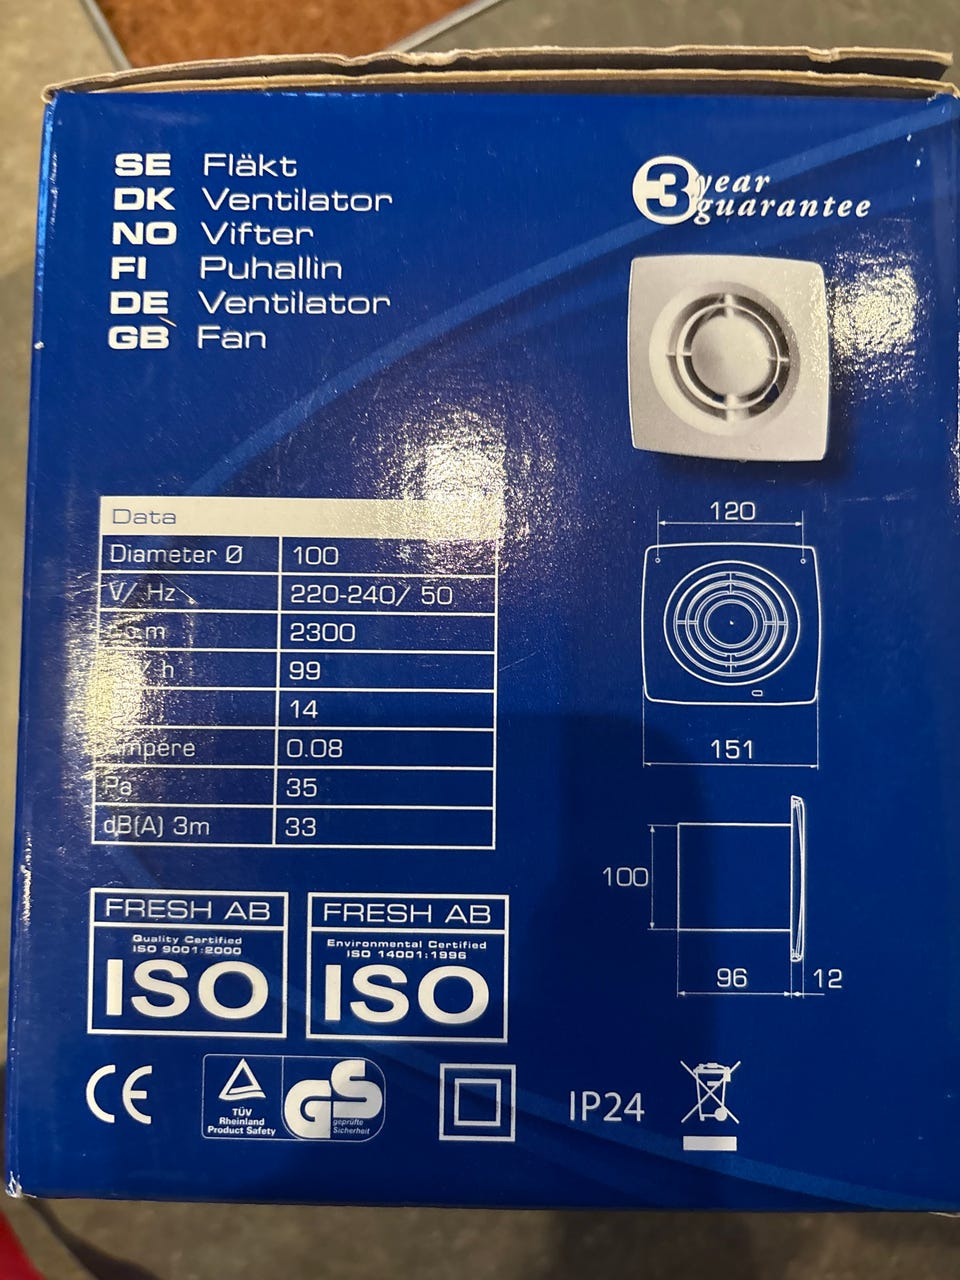 SE Fläkt
DK Ventilator
NO Vifter
FI Puhallin
DE Ventilator
GB Fan
3 year
guarantee
Data
Diameter Ø 100
V/ Hz 220-240/ 50
2300
99
14
Ampere 0.08
Pa 35
dB(A) 3m 33
120
151
100
96
12
FRESH AB
Quality Certified
ISO 9001:2000
ISO
FRESH AB
Environmental Certified
ISO 14001:1996
ISO
CE
TÜV
Rheinland
Product Safety
GS
geprüfte
Sicherheit
IP24